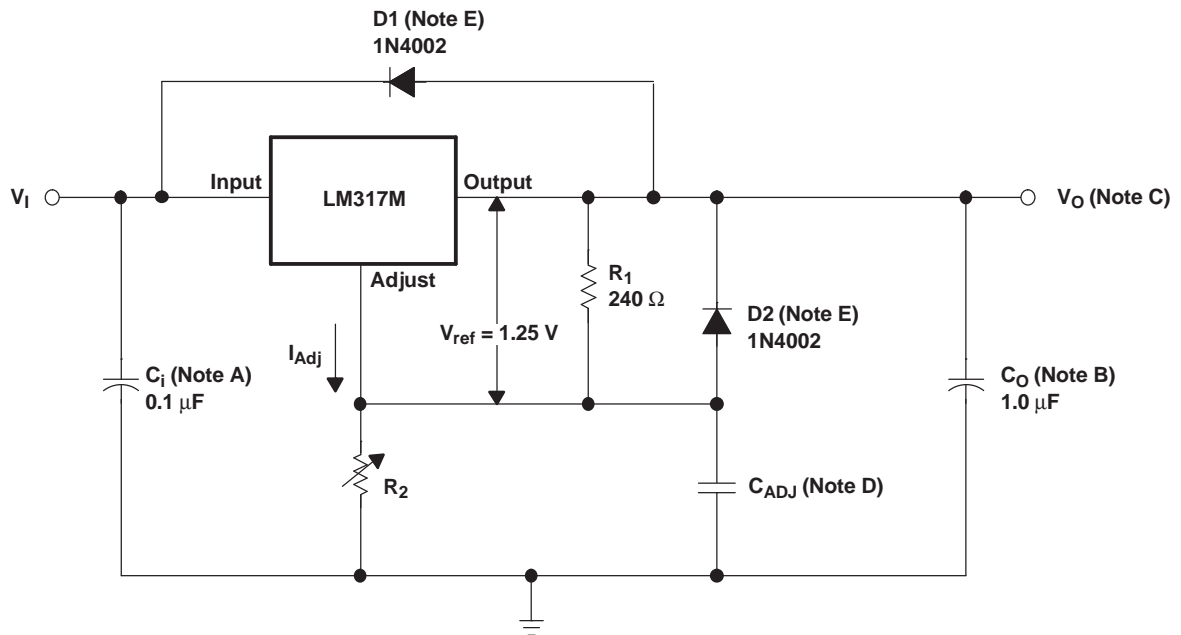 D1 (Note E)
1N4002
Input
LM317M
Output
VI
VO (Note C)
Adjust
R1
240 Ω
D2 (Note E)
1N4002
Vref = 1.25 V
IAdj
Ci (Note A)
0.1 μF
CO (Note B)
1.0 μF
R2
CADJ (Note D)